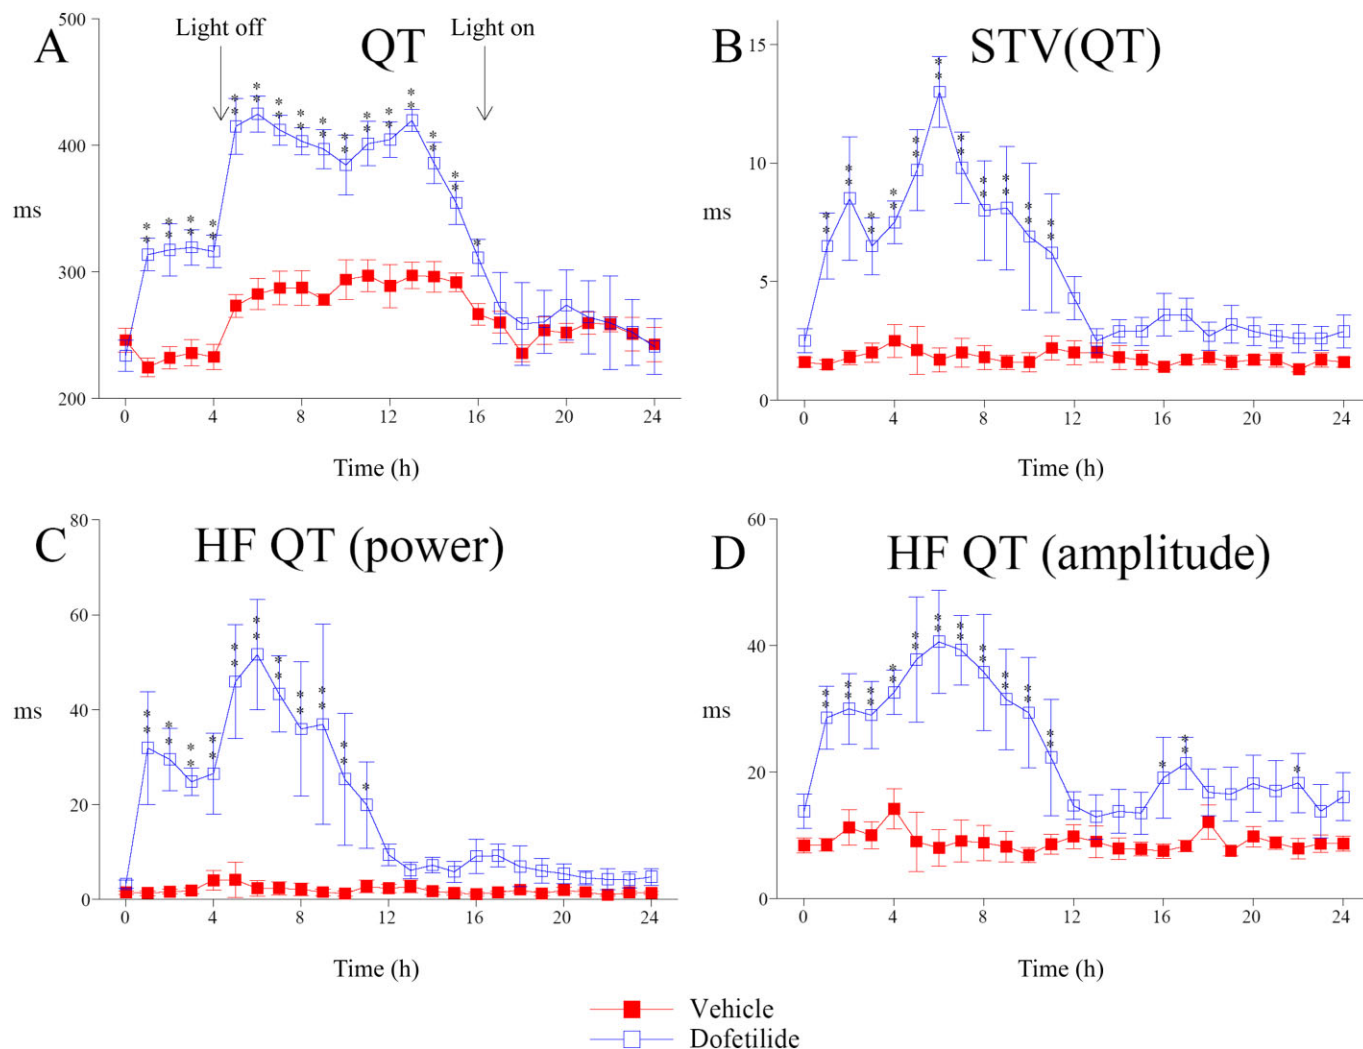 A
QT
Light off
Light on
500
400
300
200
ms
0 4 8 12 16 20 24
Time (h)
B
STV(QT)
15
10
5
0
ms
0 4 8 12 16 20 24
Time (h)
C
HF QT (power)
80
60
40
20
0
ms
0 4 8 12 16 20 24
Time (h)
D
HF QT (amplitude)
60
40
20
0
ms
0 4 8 12 16 20 24
Time (h)
Vehicle
Dofetilide